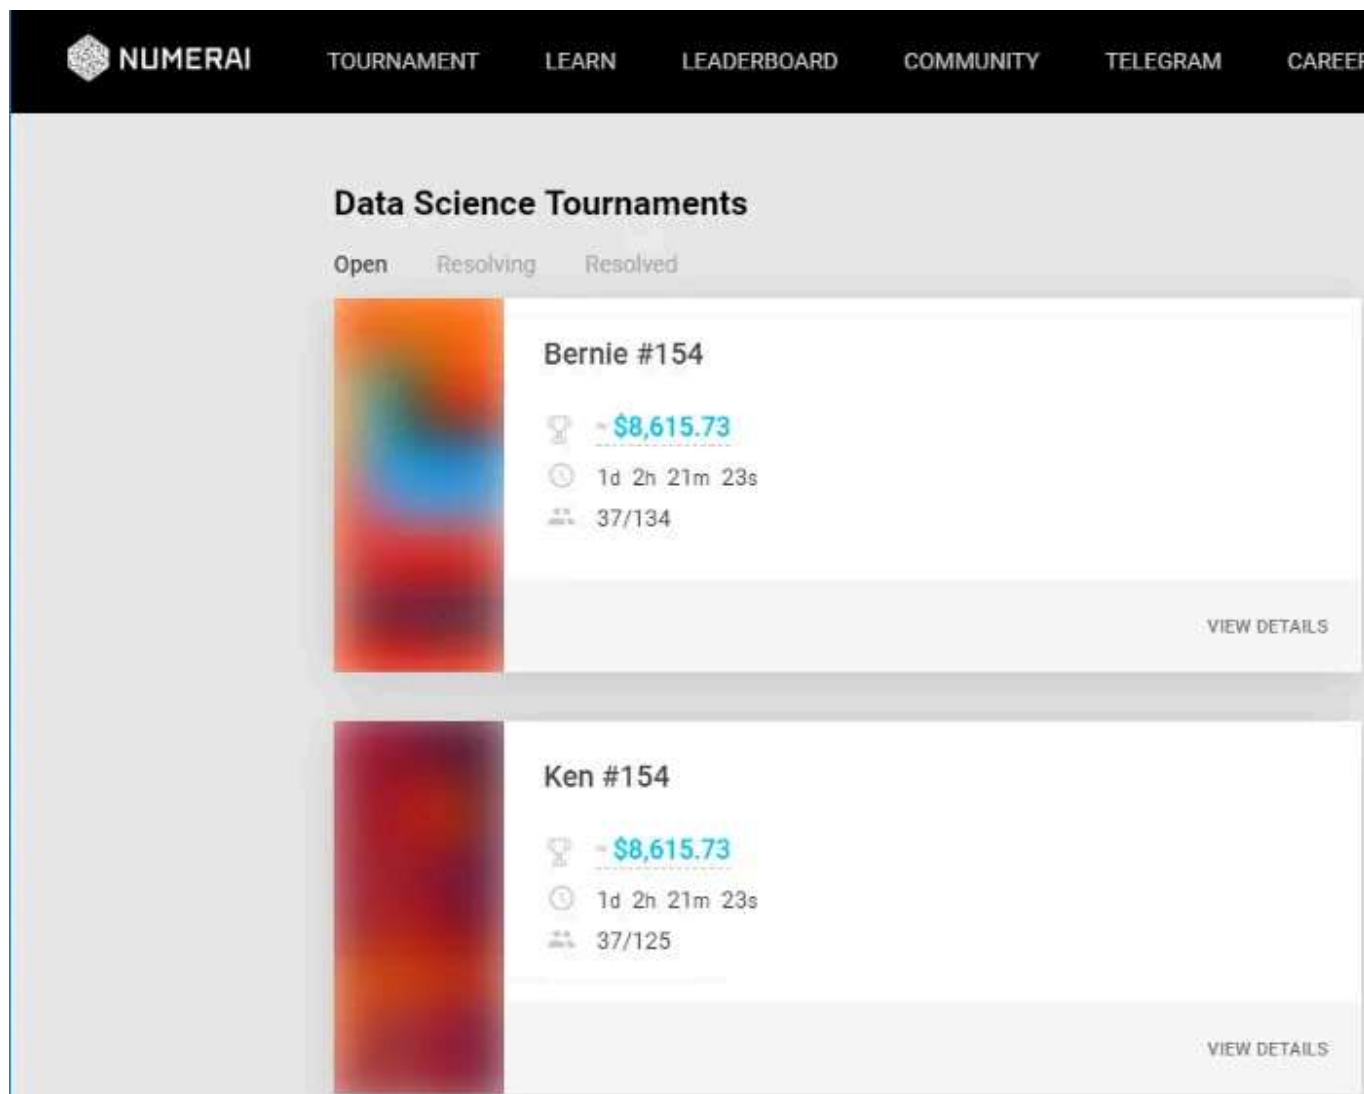 NUMERAI TOURNAMENT LEARN LEADERBOARD COMMUNITY TELEGRAM CAREER
Data Science Tournaments
Open Resolving Resolved
Bernie #154
~ $8,615.73
1d 2h 21m 23s
37/134
VIEW DETAILS
Ken #154
~ $8,615.73
1d 2h 21m 23s
37/125
VIEW DETAILS